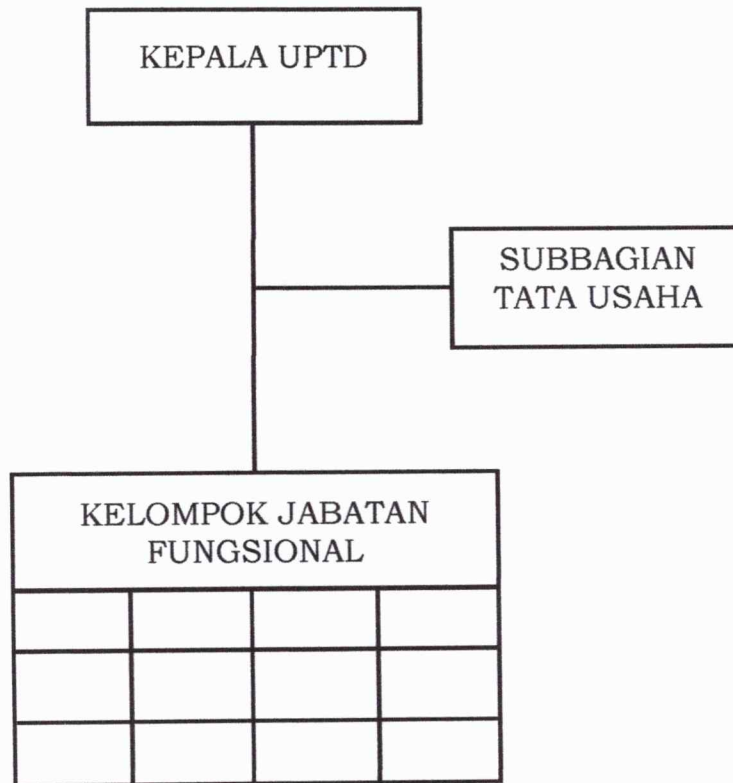 KEPALA UPTD
SUBBAGIAN
TATA USAHA
KELOMPOK JABATAN
FUNGSIONAL